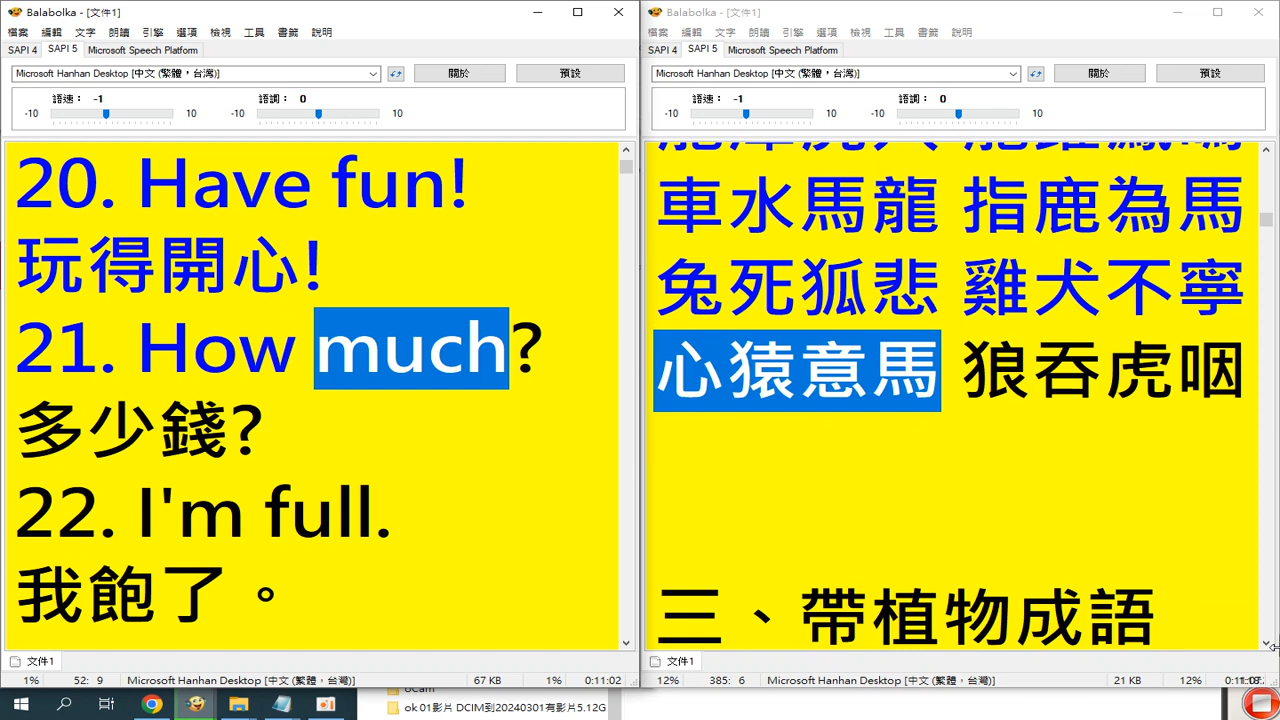 Balabolka - [文件1]
檔案 編輯 文字 朗讀 引擎 選項 檢視 工具 書籤 說明
SAPI 4 SAPI 5 Microsoft Speech Platform
Microsoft Hanhan Desktop [中文 (繁體，台灣)]
關於 預設
語速： -1 語調： 0
-10 10 -10 10
20. Have fun!
玩得開心!
21. How much?
多少錢?
22. I'm full.
我飽了。
文件1
1% 52: 9 Microsoft Hanhan Desktop [中文 (繁體，台灣)] 1% 67 KB 0:11:02
Balabolka - [文件1]
檔案 編輯 文字 朗讀 引擎 選項 檢視 工具 書籤 說明
SAPI 4 SAPI 5 Microsoft Speech Platform
Microsoft Hanhan Desktop [中文 (繁體，台灣)]
關於 預設
語速： -1 語調： 0
-10 10 -10 10
車水馬龍 指鹿為馬
兔死狐悲 雞犬不寧
心猿意馬 狼吞虎咽
三、帶植物成語
文件1
12% 385: 6 Microsoft Hanhan Desktop [中文 (繁體，台灣)] 12% 21 KB
oCam
ok 01影片 DCIM到20240301有影片5.12G